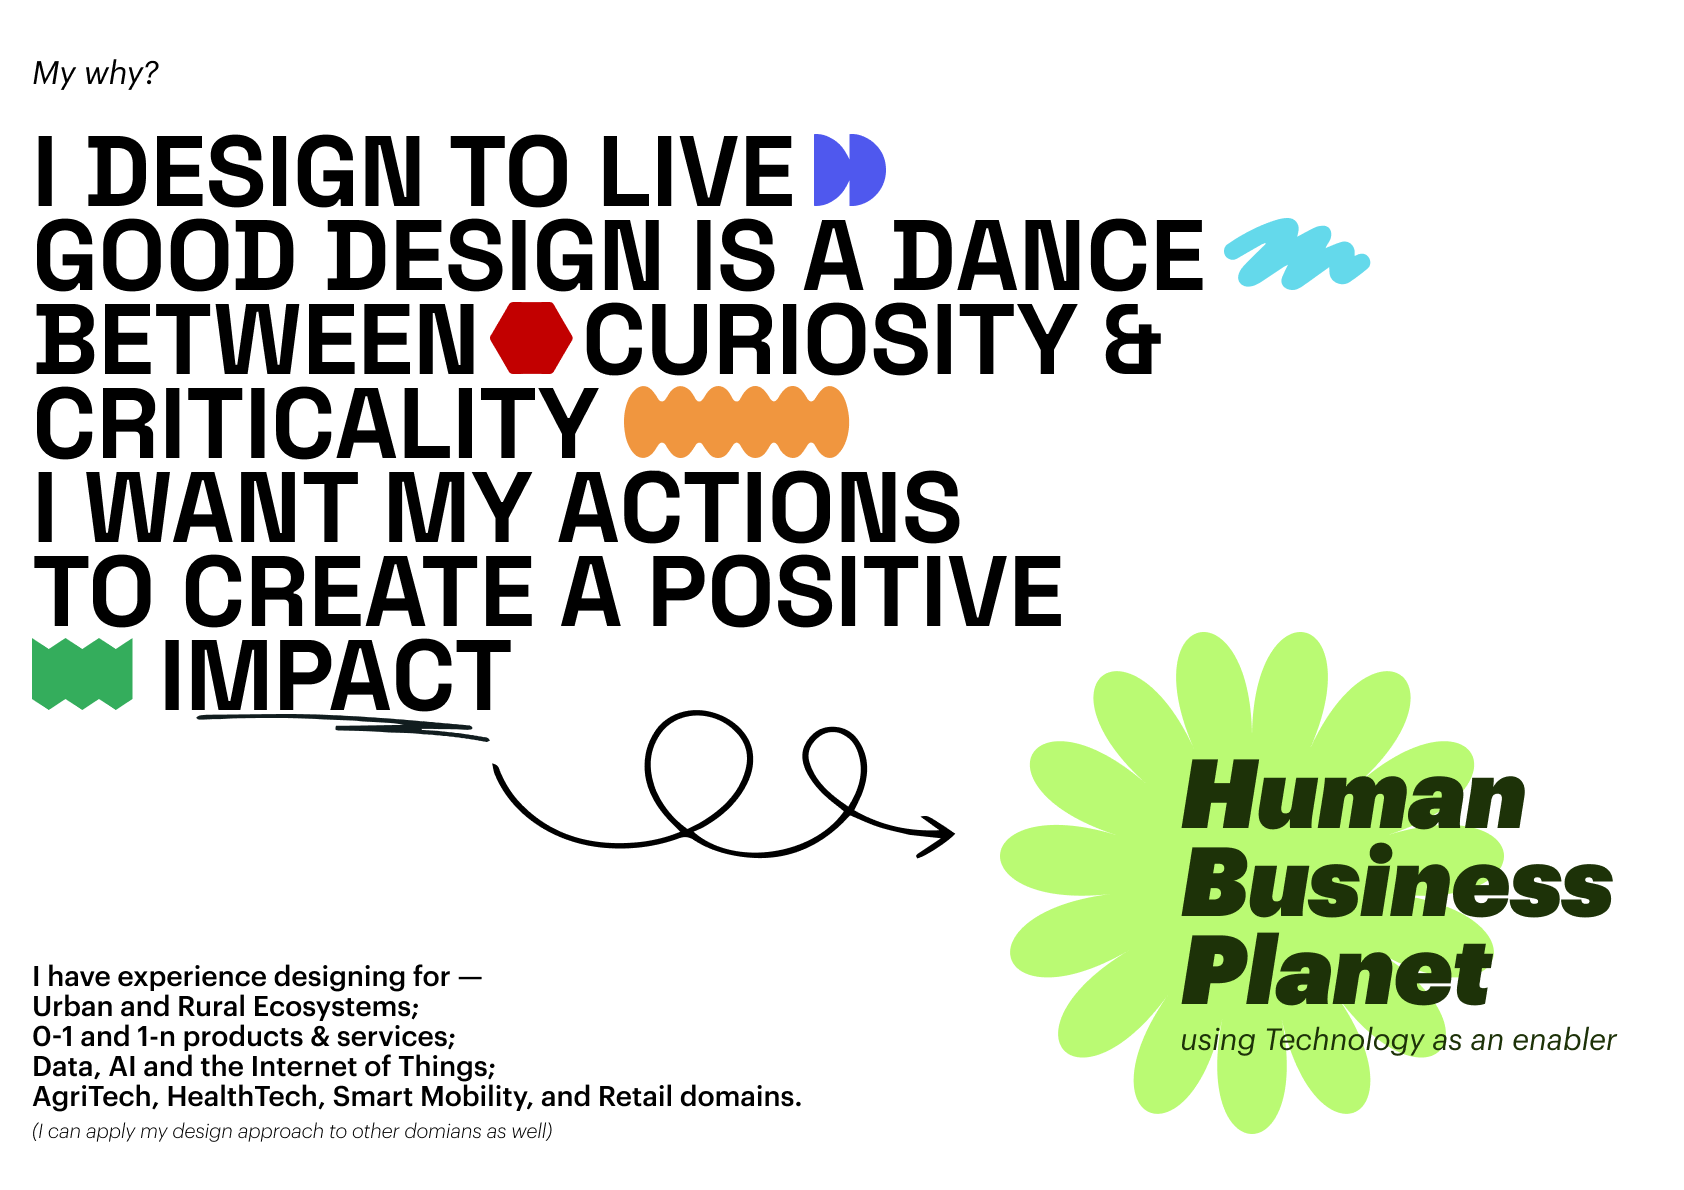 My why?
I DESIGN TO LIVE
GOOD DESIGN IS A DANCE
BETWEEN CURIOSITY &
CRITICALITY
I WANT MY ACTIONS
TO CREATE A POSITIVE
IMPACT
Human
Business
Planet
using Technology as an enabler
I have experience designing for —
Urban and Rural Ecosystems;
0-1 and 1-n products & services;
Data, AI and the Internet of Things;
AgriTech, HealthTech, Smart Mobility, and Retail domains.
(I can apply my design approach to other domians as well)